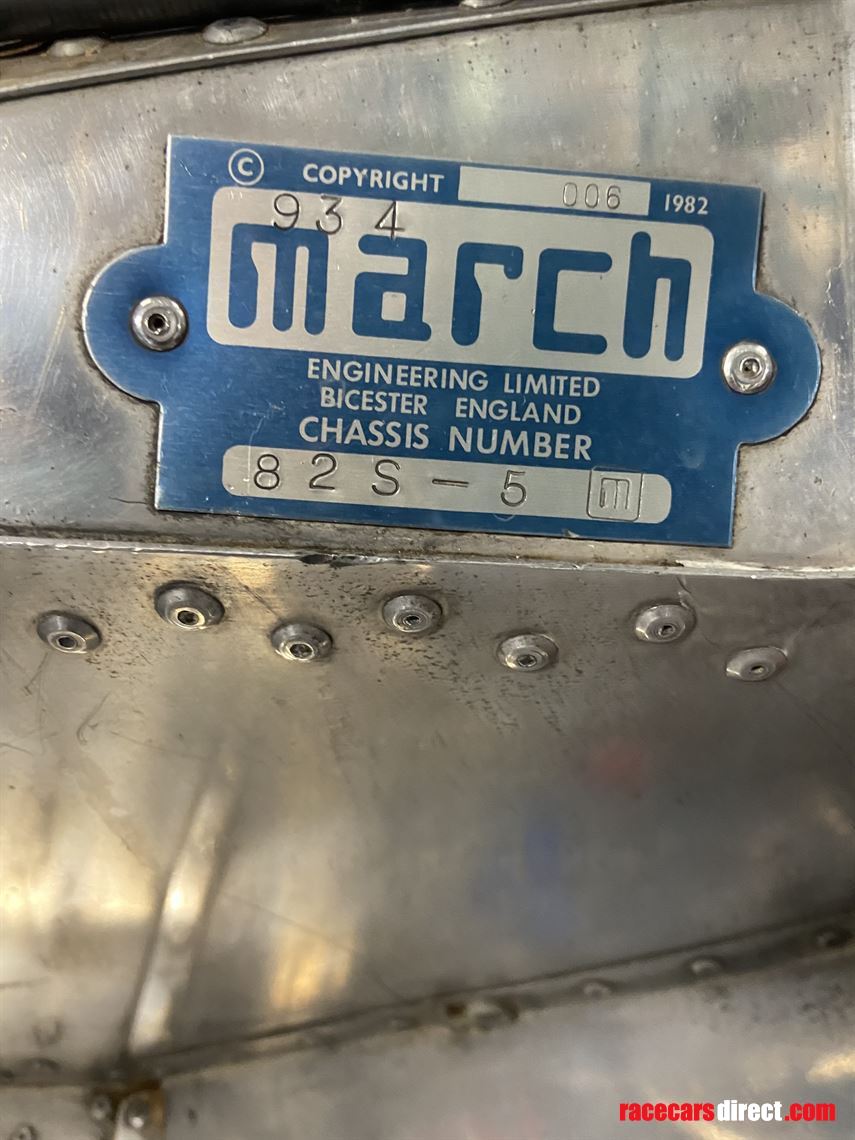 © COPYRIGHT 006 1982
934
march
ENGINEERING LIMITED
BICESTER ENGLAND
CHASSIS NUMBER
82S-5 m
racecarsdirect.com